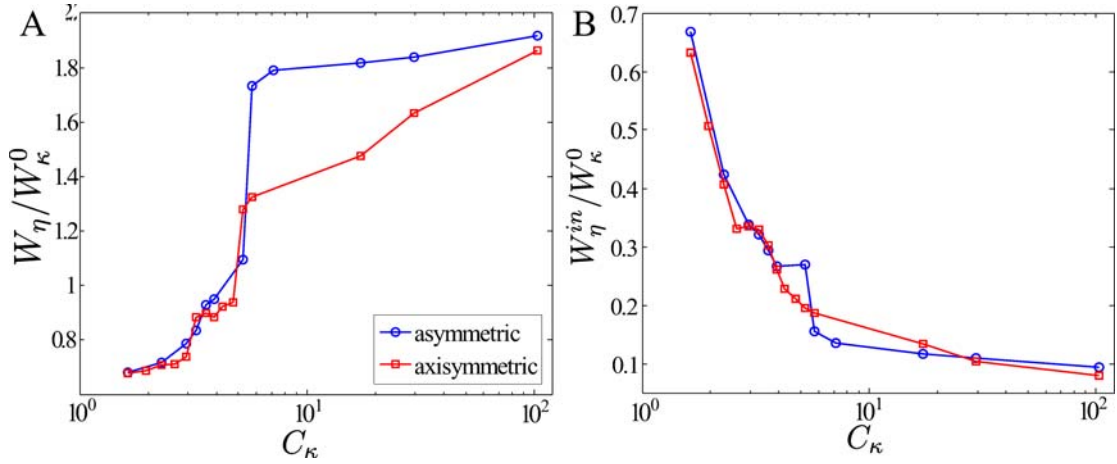 A
B
2
1.8
1.6
1.4
1.2
1
0.8
W_η/W_κ^0
10^0
10^1
10^2
C_κ
asymmetric
axisymmetric
0.7
0.6
0.5
0.4
0.3
0.2
0.1
W_η^{in}/W_κ^0
10^0
10^1
10^2
C_κ